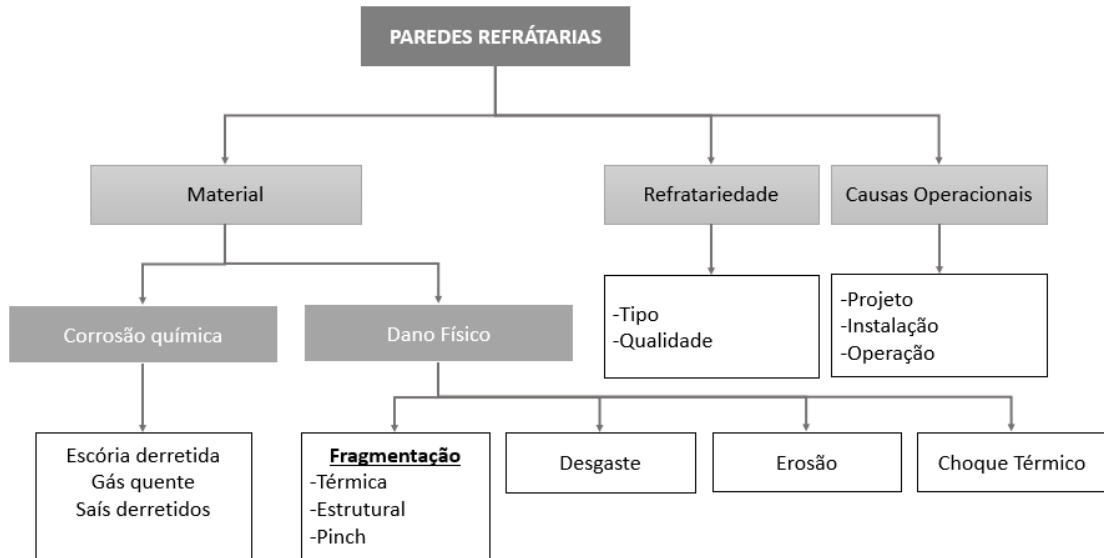 PAREDES REFRÁTARIAS
Material
Refratariedade
Causas Operacionais
Corrosão química
Dano Físico
-Tipo
-Qualidade
-Projeto
-Instalação
-Operação
Escória derretida
Gás quente
Saís derretidos
Fragmentação
-Térmica
-Estrutural
-Pinch
Desgaste
Erosão
Choque Térmico